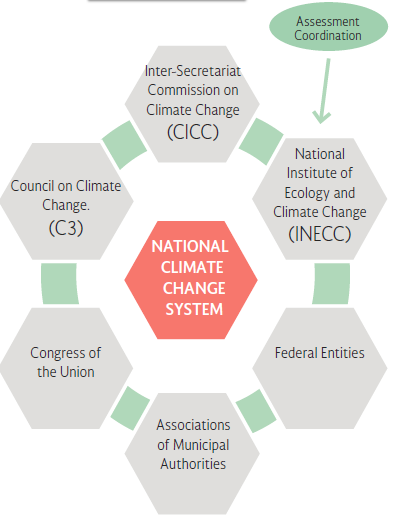 Assessment
Coordination
Inter-Secretariat
Commission on
Climate Change
(CICC)
National
Institute of
Ecology and
Climate Change
(INECC)
Council on Climate
Change.
(C3)
NATIONAL
CLIMATE
CHANGE
SYSTEM
Congress of
the Union
Federal Entities
Associations
of Municipal
Authorities